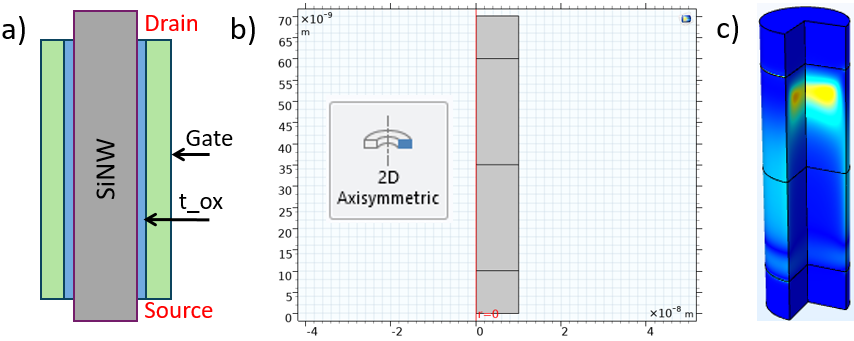 a)
Drain
SiNW
Gate
t_ox
Source
b)
70
×10⁻⁹
m
65
60
55
50
45
40
35
30
25
20
15
10
5
0
2D
Axisymmetric
r=0
×10⁻⁸ m
-4
-2
0
2
4
c)